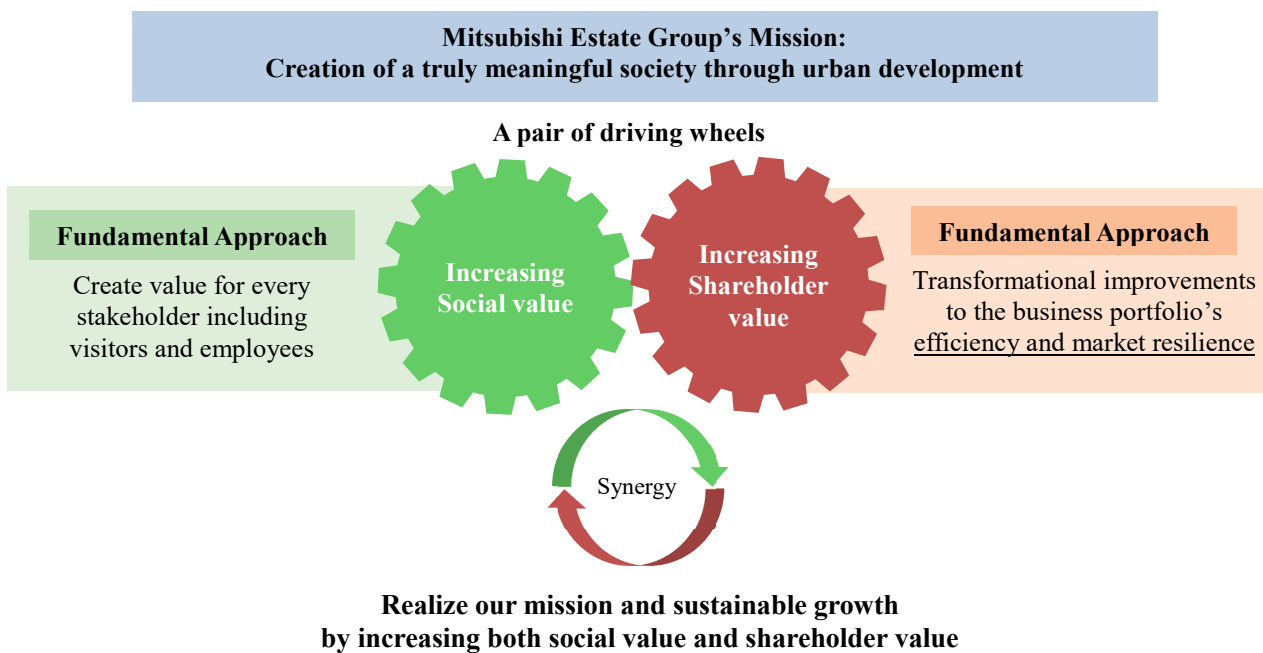 Mitsubishi Estate Group’s Mission:
Creation of a truly meaningful society through urban development
A pair of driving wheels
Fundamental Approach
Create value for every
stakeholder including
visitors and employees
Increasing
Social value
Increasing
Shareholder
value
Fundamental Approach
Transformational improvements
to the business portfolio’s
efficiency and market resilience
Synergy
Realize our mission and sustainable growth
by increasing both social value and shareholder value